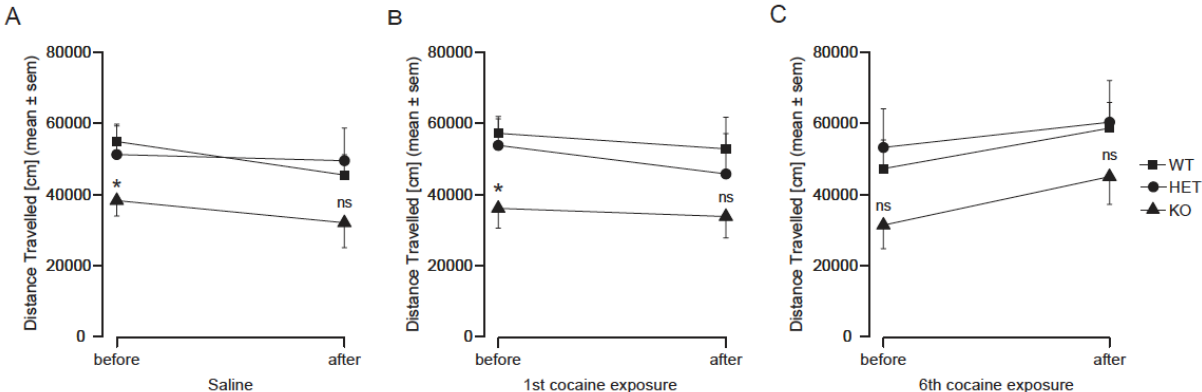 A
Distance Travelled [cm] (mean ± sem)
80000
60000
40000
20000
0
*
ns
before
after
Saline
B
Distance Travelled [cm] (mean ± sem)
80000
60000
40000
20000
0
*
ns
before
after
1st cocaine exposure
C
Distance Travelled [cm] (mean ± sem)
80000
60000
40000
20000
0
ns
ns
before
after
6th cocaine exposure
WT
HET
KO